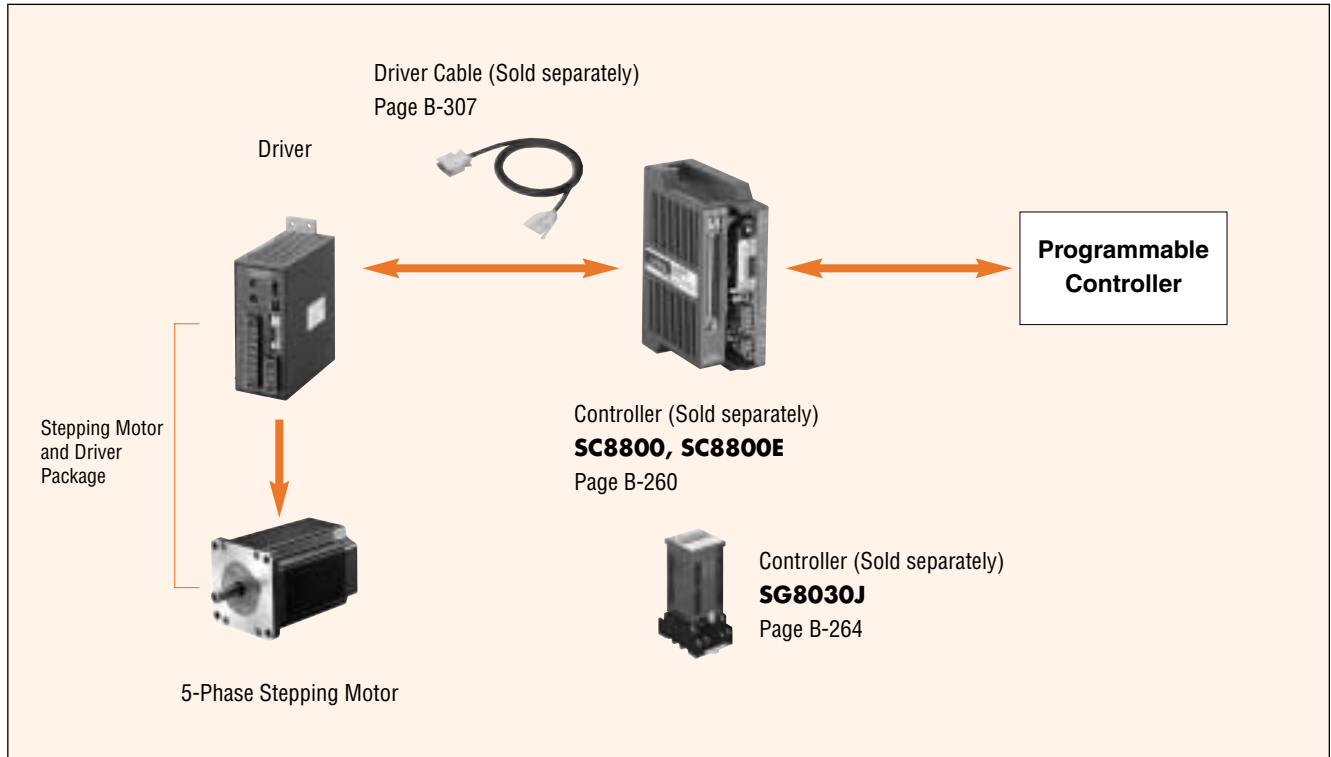 Driver Cable (Sold separately)
Page B-307
Driver
Programmable
Controller
Controller (Sold separately)
SC8800, SC8800E
Page B-260
Stepping Motor
and Driver
Package
Controller (Sold separately)
SG8030J
Page B-264
5-Phase Stepping Motor